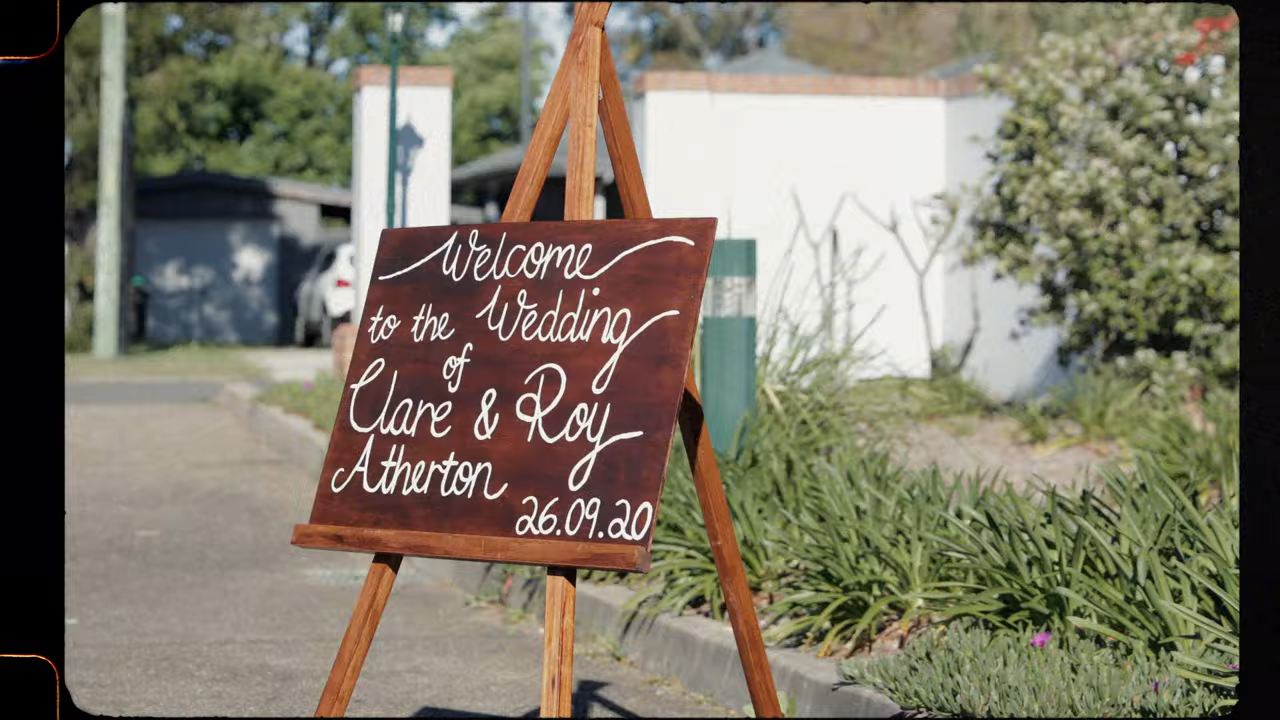 Welcome
to the Wedding
of
Clare & Roy
Atherton
26.09.20